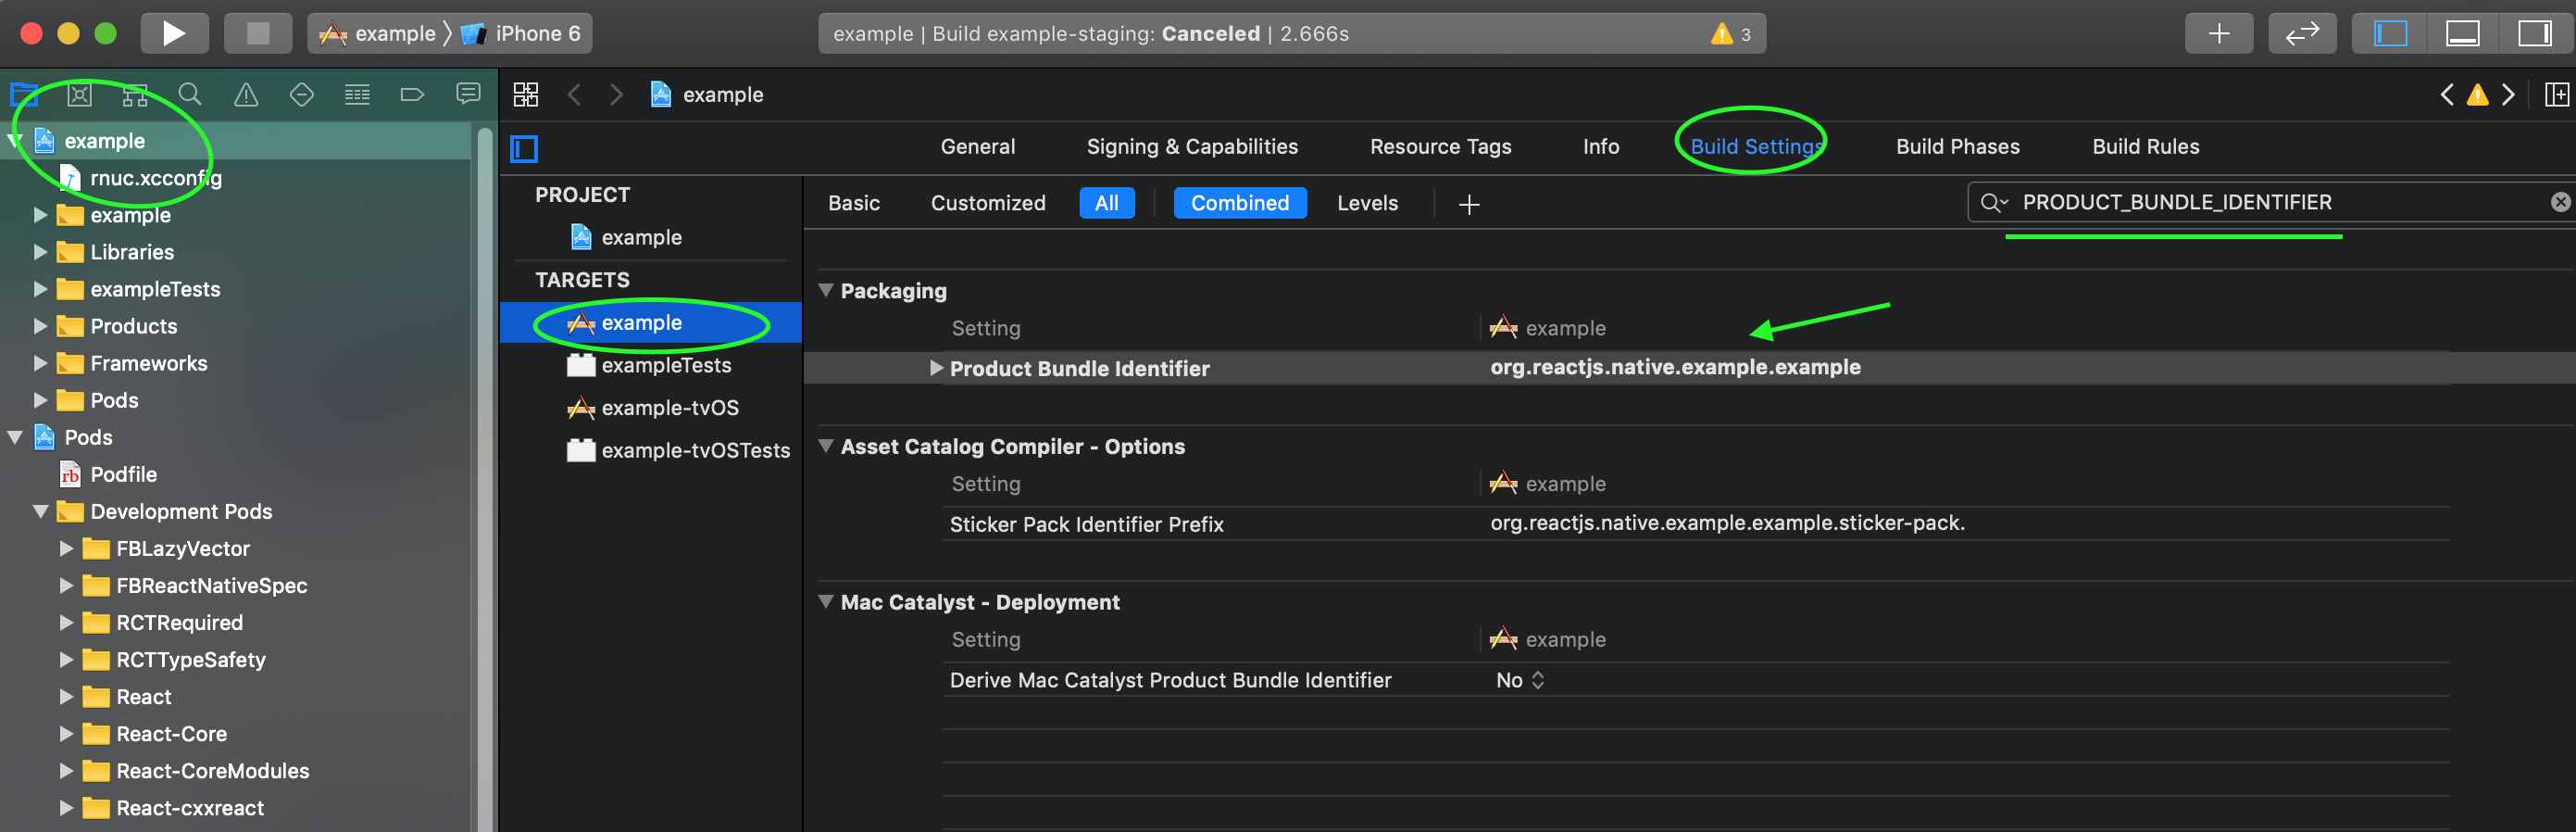 example
iPhone 6
example | Build example-staging: Canceled | 2.666s
3
example
example
rnuc.xcconfig
example
Libraries
exampleTests
Products
Frameworks
Pods
Pods
rb
Podfile
Development Pods
FBLazyVector
FBReactNativeSpec
RCTRequired
RCTTypeSafety
React
React-Core
React-CoreModules
React-cxxreact
General
Signing & Capabilities
Resource Tags
Info
Build Settings
Build Phases
Build Rules
PROJECT
example
TARGETS
example
exampleTests
example-tvOS
example-tvOSTests
Basic
Customized
All
Combined
Levels
PRODUCT_BUNDLE_IDENTIFIER
Packaging
Setting
example
Product Bundle Identifier
org.reactjs.native.example.example
Asset Catalog Compiler - Options
Setting
example
Sticker Pack Identifier Prefix
org.reactjs.native.example.example.sticker-pack.
Mac Catalyst - Deployment
Setting
example
Derive Mac Catalyst Product Bundle Identifier
No